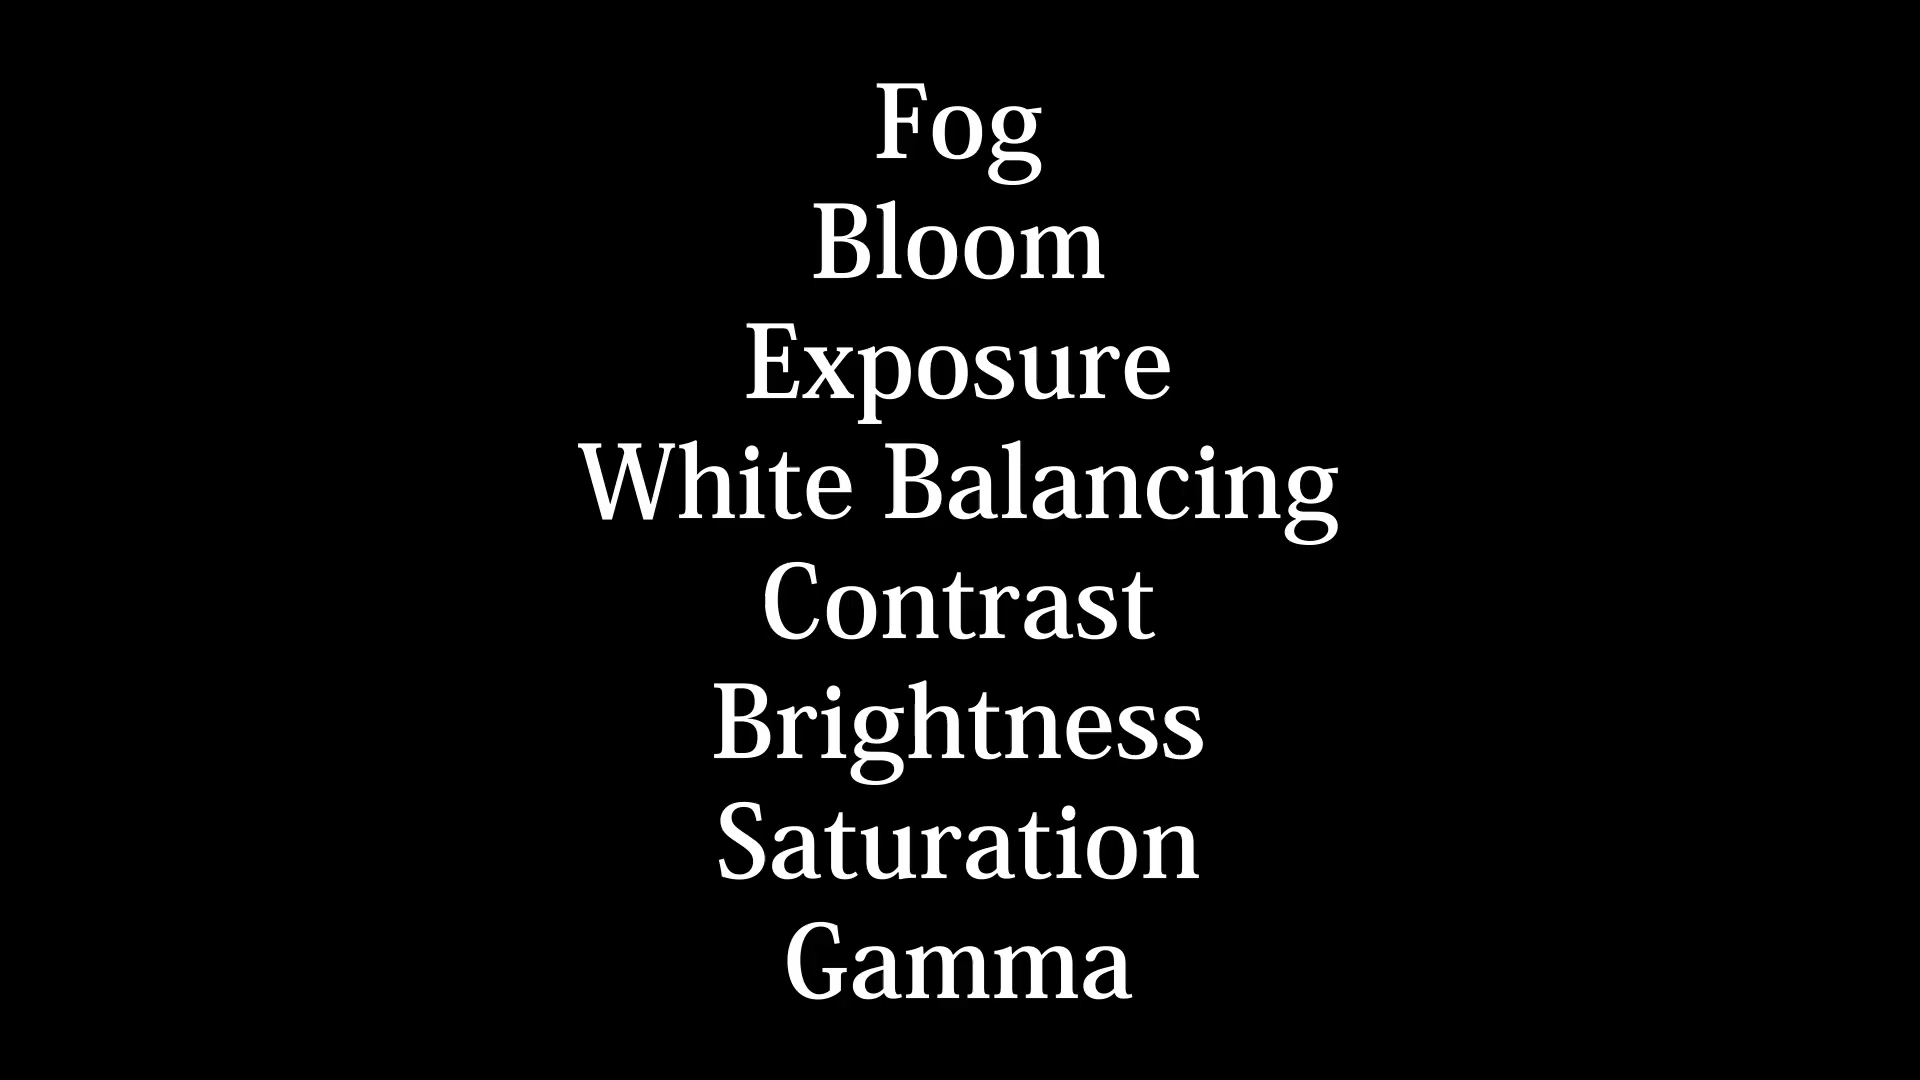 Fog
Bloom
Exposure
White Balancing
Contrast
Brightness
Saturation
Gamma